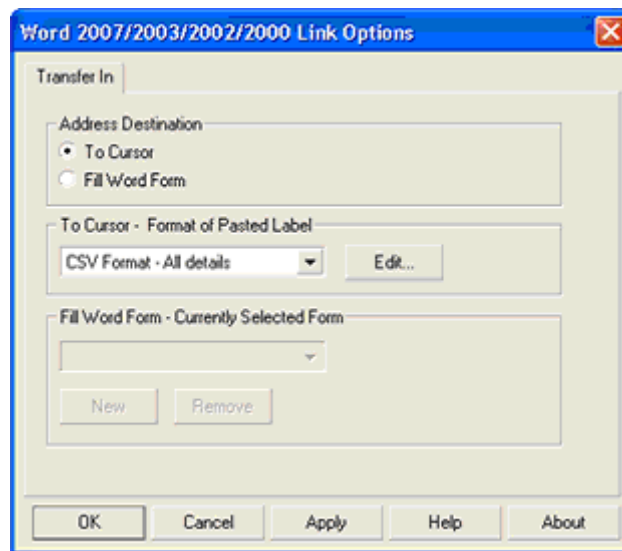 Word 2007/2003/2002/2000 Link Options
Transfer In
Address Destination
To Cursor
Fill Word Form
To Cursor - Format of Pasted Label
CSV Format - All details
Edit...
Fill Word Form - Currently Selected Form
New Remove
OK Cancel Apply Help About